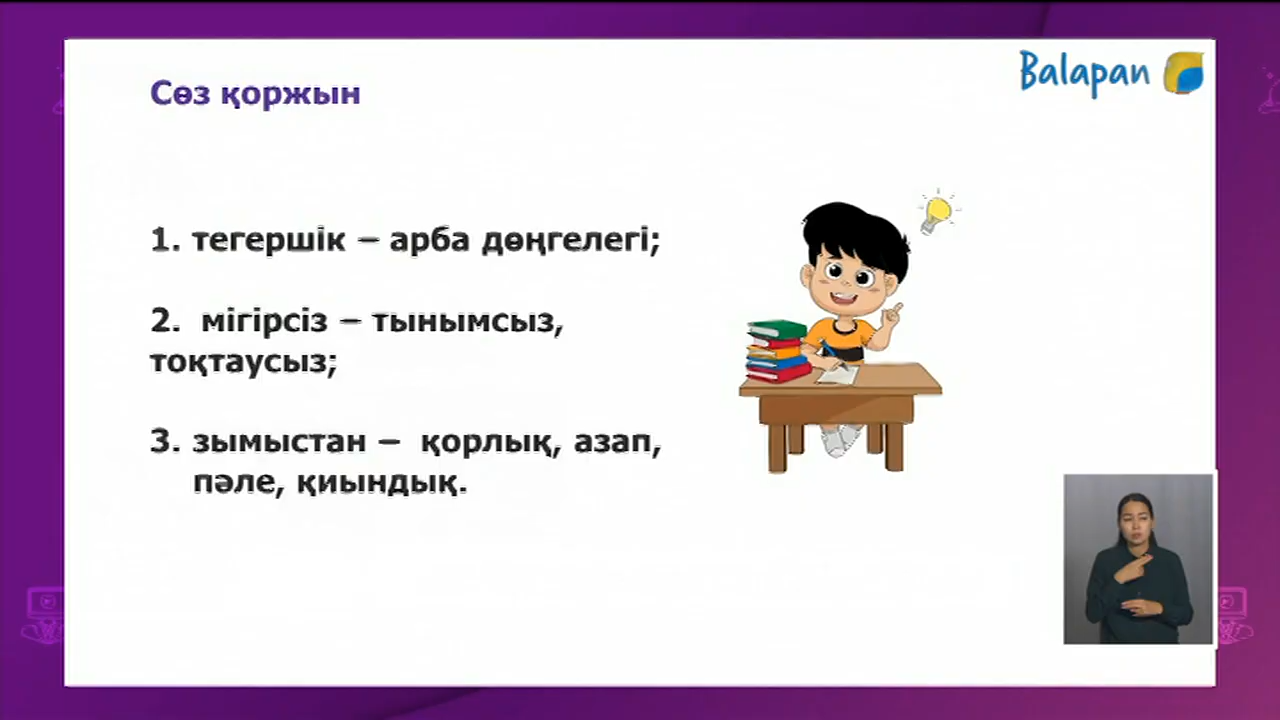 Сөз қоржын
Balapan
1. тегершік – арба дөңгелегі;
2. мігірсіз – тынымсыз,
тоқтаусыз;
3. зымыстан – қорлық, азап,
пәле, қиындық.